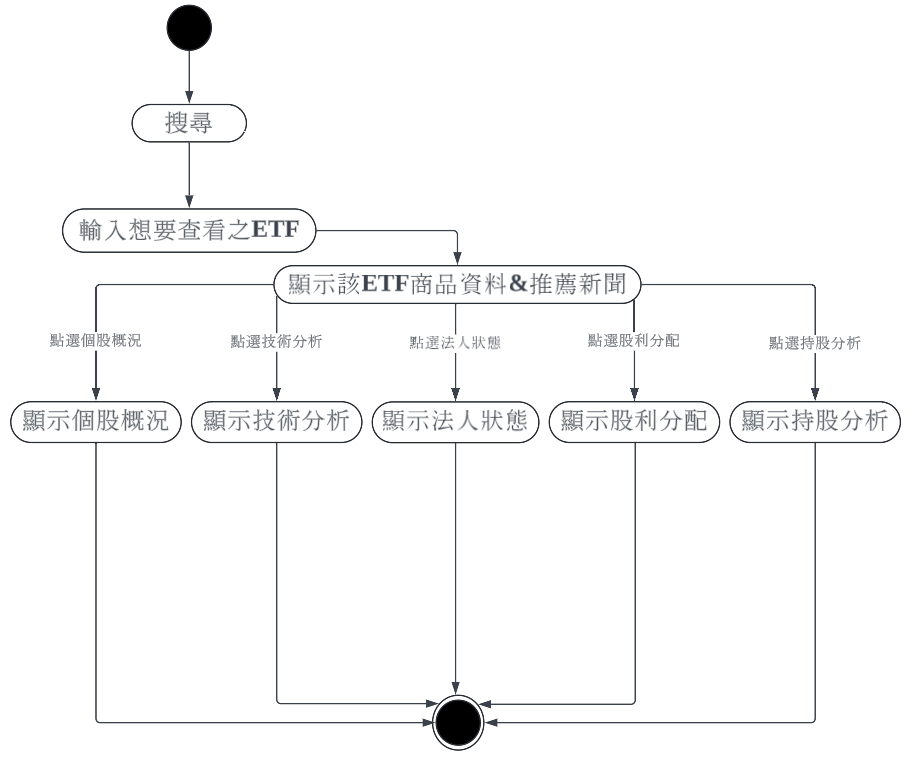 搜尋
輸入想要查看之ETF
顯示該ETF商品資料&推薦新聞
點選個股概況
點選技術分析
點選法人狀態
點選股利分配
點選持股分析
顯示個股概況
顯示技術分析
顯示法人狀態
顯示股利分配
顯示持股分析